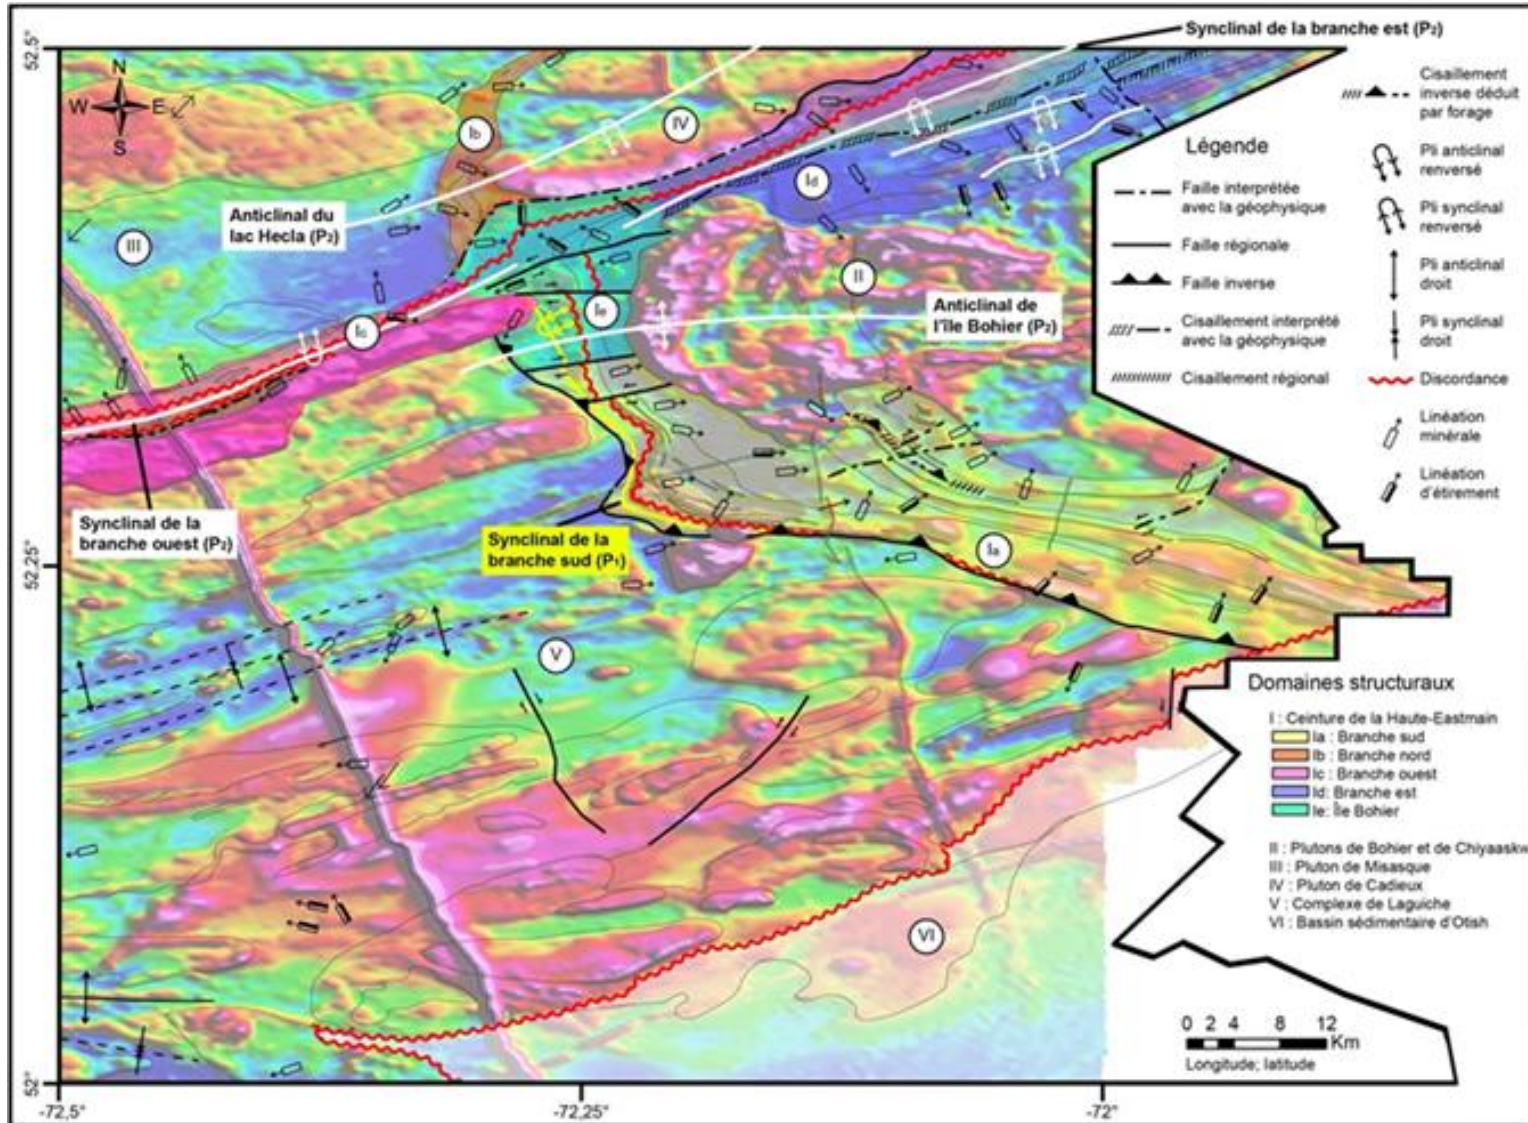 Synclinal de la branche est (P₂)
52.5°
N
W
E
S
Ib
IV
Id
III
Anticlinal du
lac Hecla (P₂)
II
Ic
Ie
Anticlinal de
l'île Bohier (P₂)
Synclinal de la
branche ouest (P₂)
Synclinal de la
branche sud (P₁)
Ia
V
VI
52.25°
52°
-72,5°
-72,25°
-72°
Légende
Faille interprétée
avec la géophysique
Faille régionale
Faille inverse
Cisaillement interprété
avec la géophysique
Cisaillement régional
Cisaillement
inverse déduit
par forage
Pli anticlinal
renversé
Pli synclinal
renversé
Pli anticlinal
droit
Pli synclinal
droit
Discordance
Linéation
minérale
Linéation
d'étirement
Domaines structuraux
I : Ceinture de la Haute-Eastmain
Ia : Branche sud
Ib : Branche nord
Ic : Branche ouest
Id: Branche est
Ie: Île Bohier
II : Plutons de Bohier et de Chiyaaskw
III : Pluton de Misasque
IV : Pluton de Cadieux
V : Complexe de Laguiche
VI : Bassin sédimentaire d'Otish
0 2 4 8 12
Km
Longitude; latitude